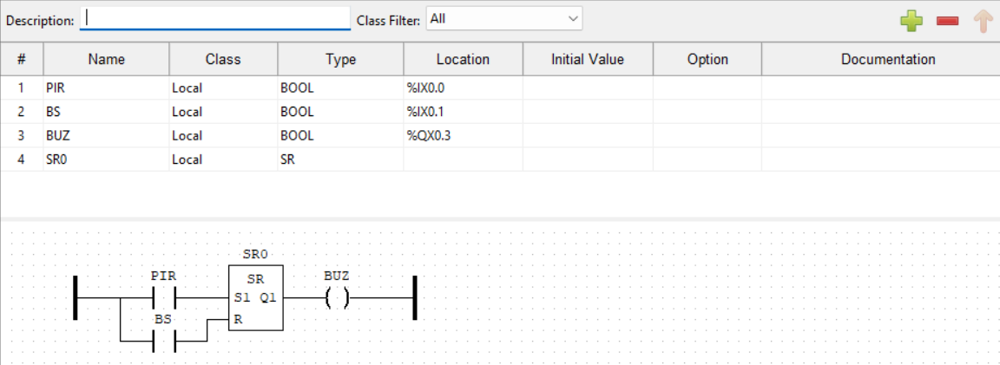 Description: Class Filter: All
# Name Class Type Location Initial Value Option Documentation
1 PIR Local BOOL %IX0.0
2 BS Local BOOL %IX0.1
3 BUZ Local BOOL %QX0.3
4 SR0 Local SR
SR0
PIR SR BUZ
S1 Q1
BS R